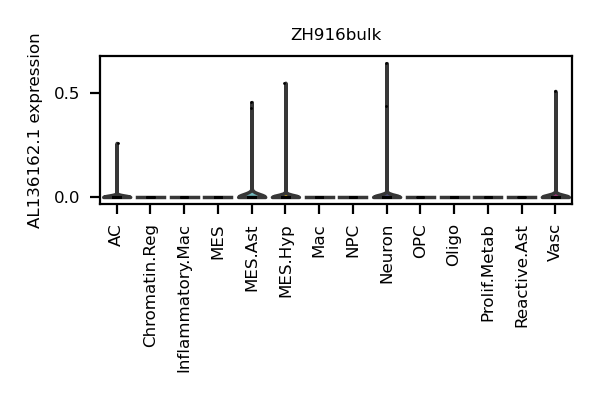 ZH916bulk
AL136162.1 expression
0.5
0.0
AC
Chromatin.Reg
Inflammatory.Mac
MES
MES.Ast
MES.Hyp
Mac
NPC
Neuron
OPC
Oligo
Prolif.Metab
Reactive.Ast
Vasc